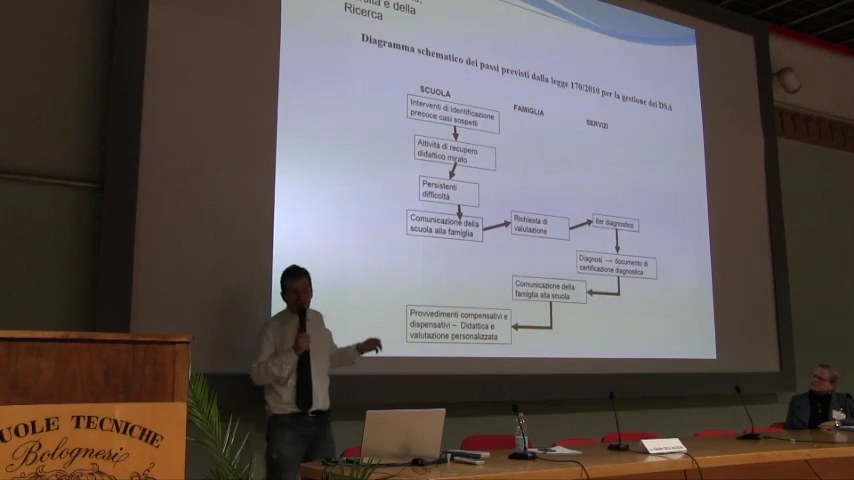 e della
Ricerca
Diagramma schematico dei passi previsti dalla legge 170/2010 per la gestione dei DSA
SCUOLA
FAMIGLIA
SERVIZI
Interventi di identificazione
precoce casi sospetti
Attività di recupero
didattico mirato
Persistenti
difficoltà
Comunicazione della
scuola alla famiglia
Richiesta di
valutazione
Iter diagnostico
Diagnosi → documento di
certificazione diagnostica
Comunicazione della
famiglia alla scuola
Provvedimenti compensativi e
dispensativi – Didattica e
valutazione personalizzata
UOLE TECNICHE
Bolognesi